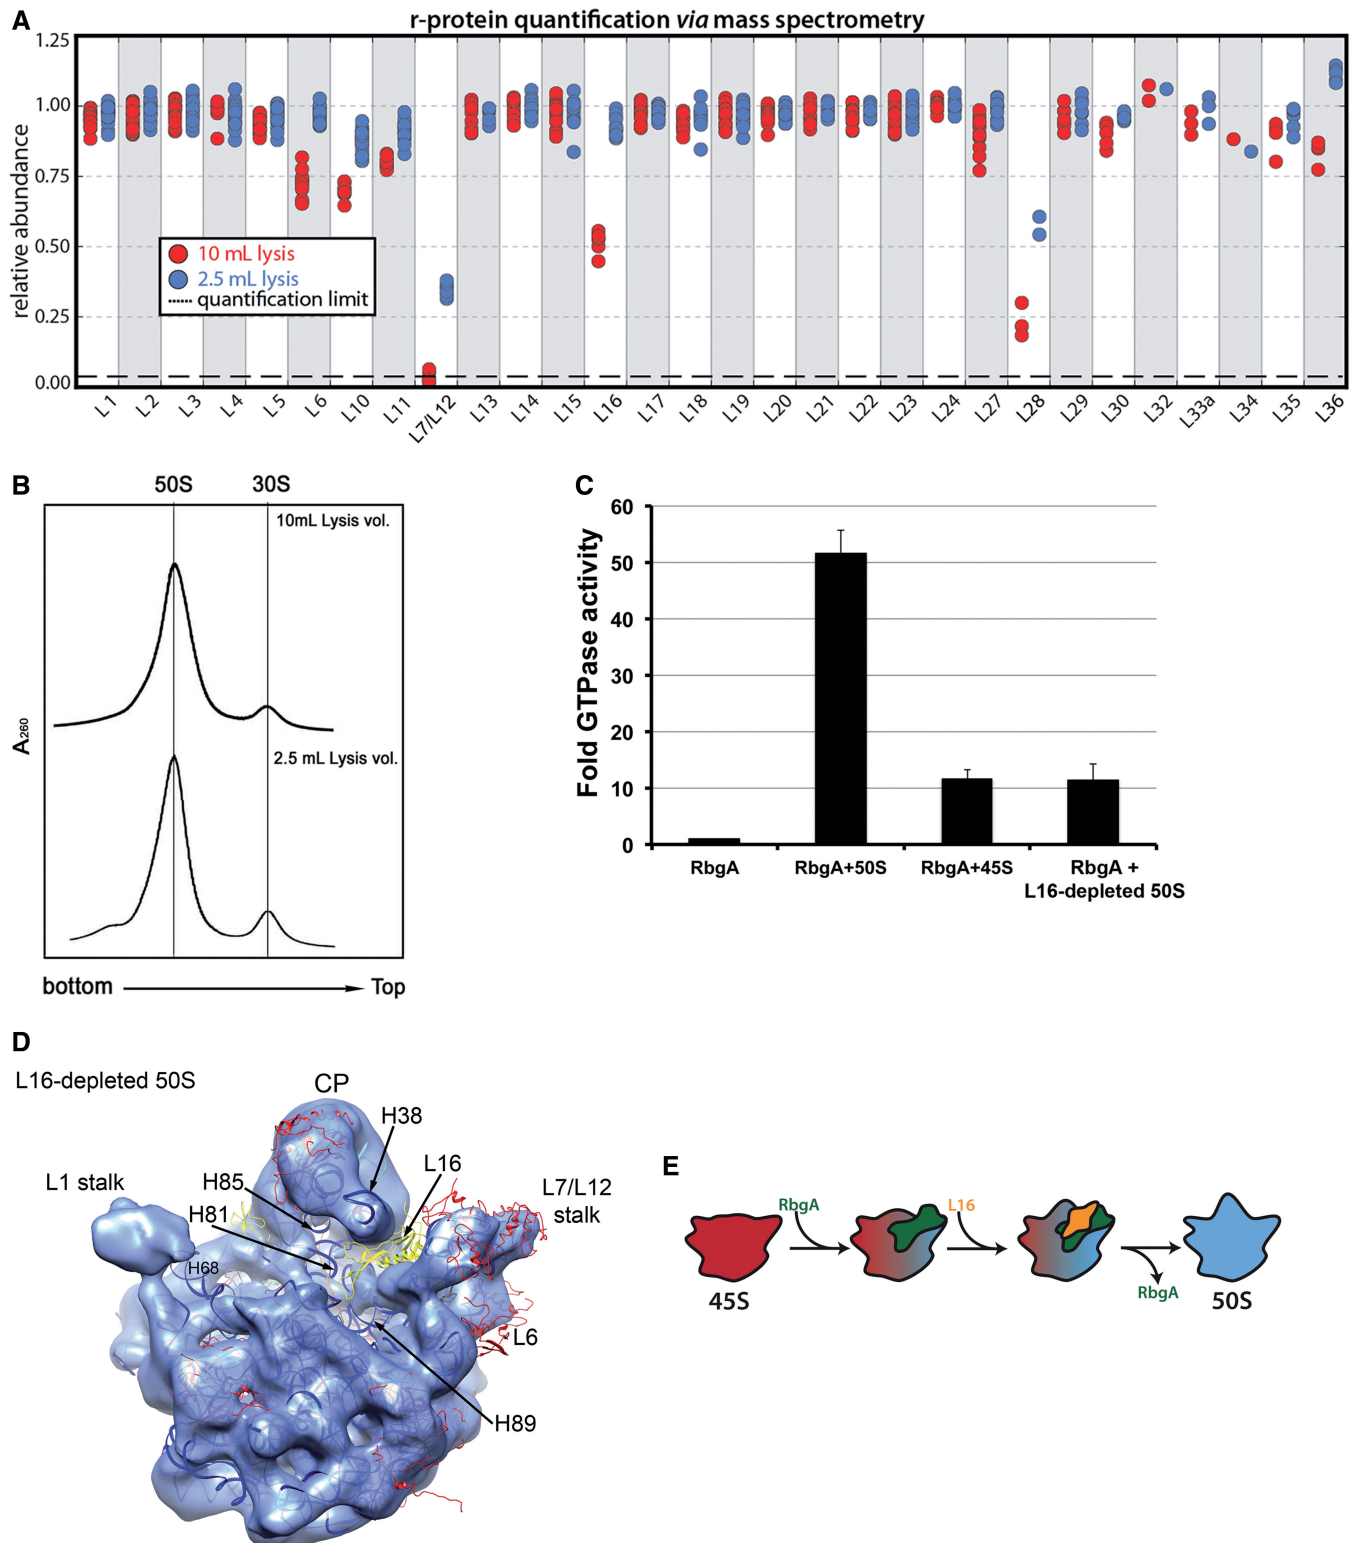 A
r-protein quantification via mass spectrometry
relative abundance
1.25
1.00
0.75
0.50
0.25
0.00
10 mL lysis
2.5 mL lysis
quantification limit
L1 L2 L3 L4 L5 L6 L10 L11 L7/L12 L13 L14 L15 L16 L17 L18 L19 L20 L21 L22 L23 L24 L27 L28 L29 L30 L32 L33a L34 L35 L36
B
50S 30S
10mL Lysis vol.
2.5 mL Lysis vol.
A260
bottom Top
C
Fold GTPase activity
60
50
40
30
20
10
0
RbgA
RbgA+50S
RbgA+45S
RbgA +
L16-depleted 50S
D
L16-depleted 50S
CP
H38
L16
H85
L1 stalk
L7/L12
stalk
H81
H68
L6
H89
E
RbgA
L16
RbgA
45S
50S